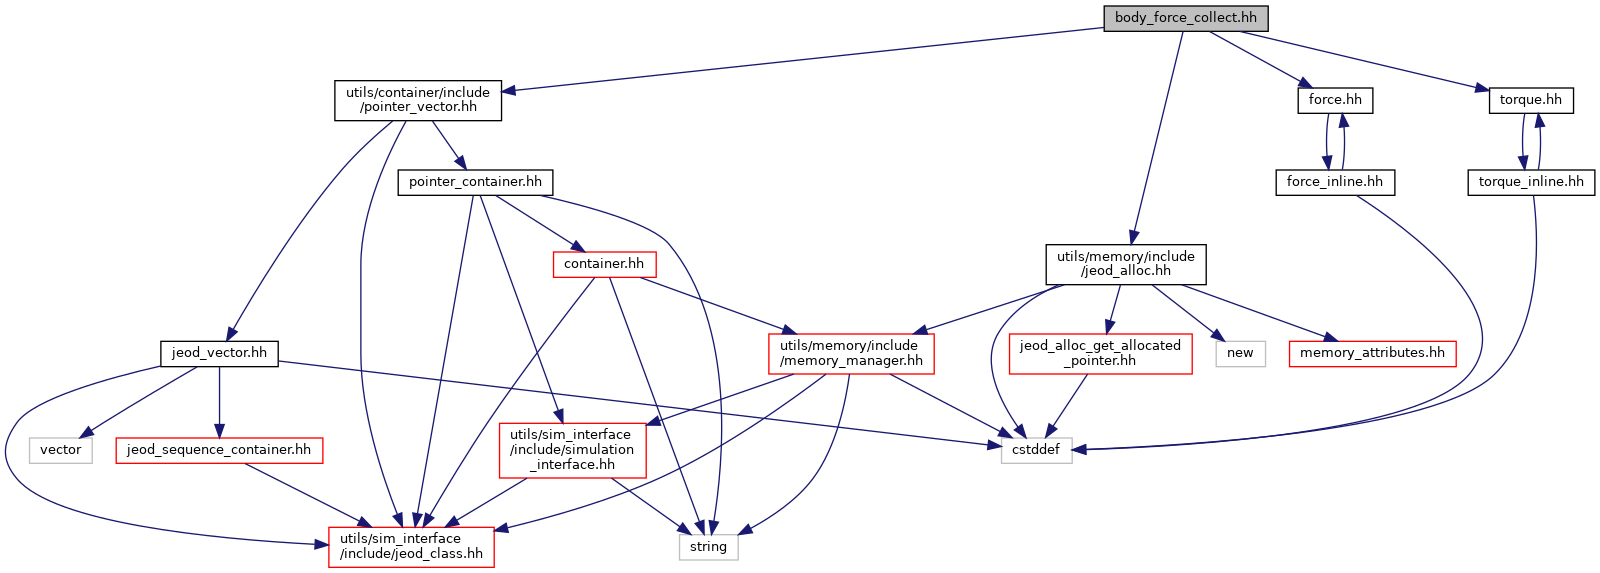 body_force_collect.hh
utils/container/include
/pointer_vector.hh
force.hh
torque.hh
pointer_container.hh
force_inline.hh
torque_inline.hh
container.hh
utils/memory/include
/jeod_alloc.hh
jeod_vector.hh
utils/memory/include
/memory_manager.hh
jeod_alloc_get_allocated
_pointer.hh
new
memory_attributes.hh
vector
jeod_sequence_container.hh
utils/sim_interface
/include/simulation
_interface.hh
cstddef
utils/sim_interface
/include/jeod_class.hh
string